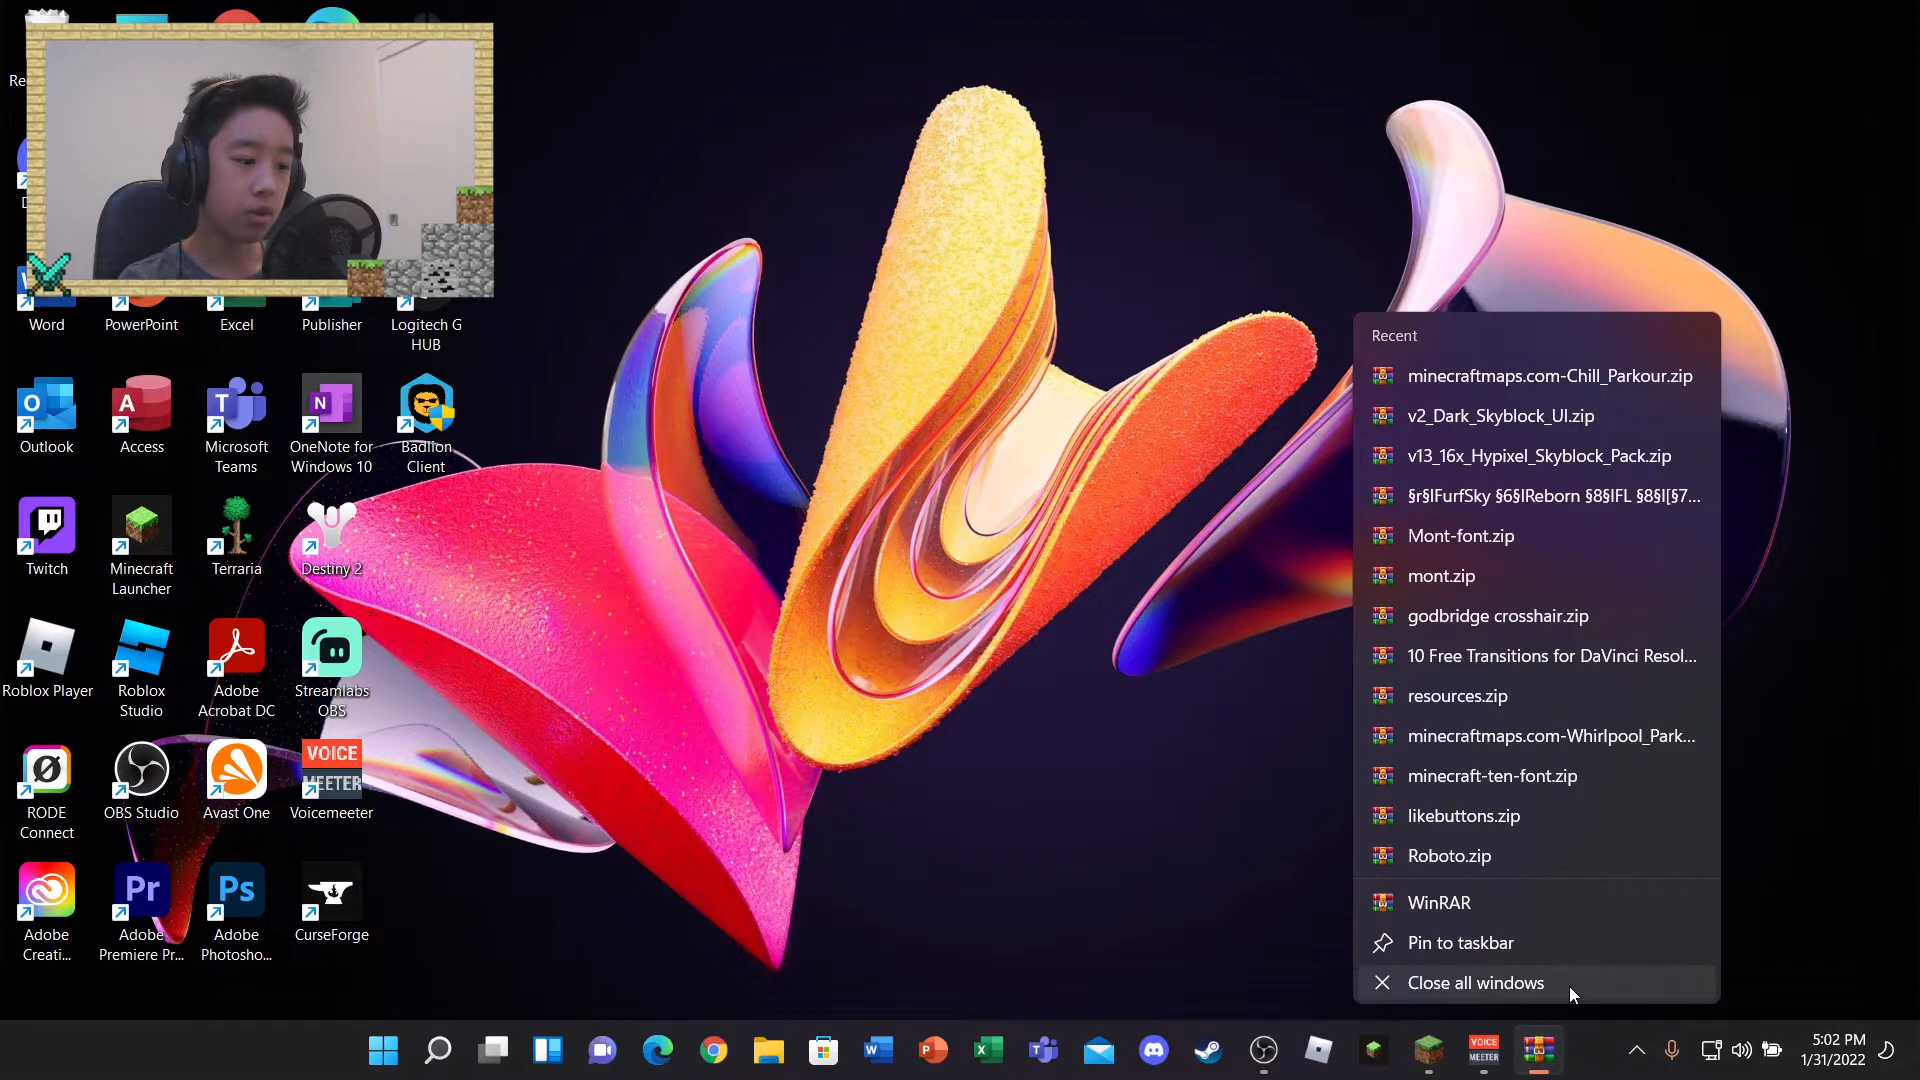 Re
Word
PowerPoint
Excel
Publisher
Logitech G
HUB
Outlook
Access
Microsoft
Teams
OneNote for
Windows 10
Badlion
Client
Twitch
Minecraft
Launcher
Terraria
Destiny 2
Roblox Player
Roblox
Studio
Adobe
Acrobat DC
Streamlabs
OBS
VOICE
MEETER
RODE
Connect
OBS Studio
Avast One
Voicemeeter
Pr
Ps
Adobe
Creati...
Adobe
Premiere Pr...
Adobe
Photosho...
CurseForge
Recent
minecraftmaps.com-Chill_Parkour.zip
v2_Dark_Skyblock_UI.zip
v13_16x_Hypixel_Skyblock_Pack.zip
§r§lFurfSky §6§lReborn §8§lFL §8§l[§7...
Mont-font.zip
mont.zip
godbridge crosshair.zip
10 Free Transitions for DaVinci Resol...
resources.zip
minecraftmaps.com-Whirlpool_Park...
minecraft-ten-font.zip
likebuttons.zip
Roboto.zip
WinRAR
Pin to taskbar
Close all windows
VOICE
MEETER
5:02 PM
1/31/2022